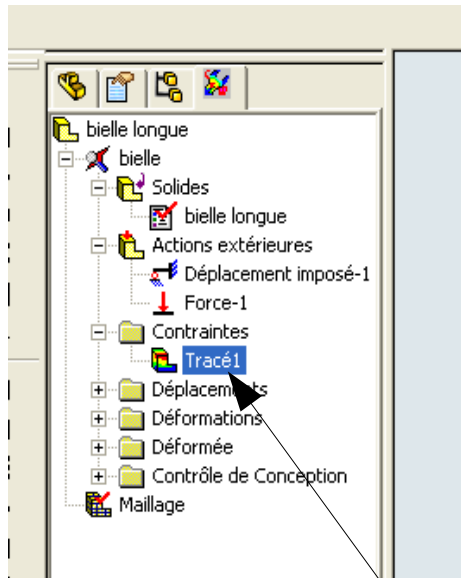 bielle longue
bielle
Solides
bielle longue
Actions extérieures
Déplacement imposé-1
Force-1
Contraintes
Tracé1
Déplacements
Déformations
Déformée
Contrôle de Conception
Maillage